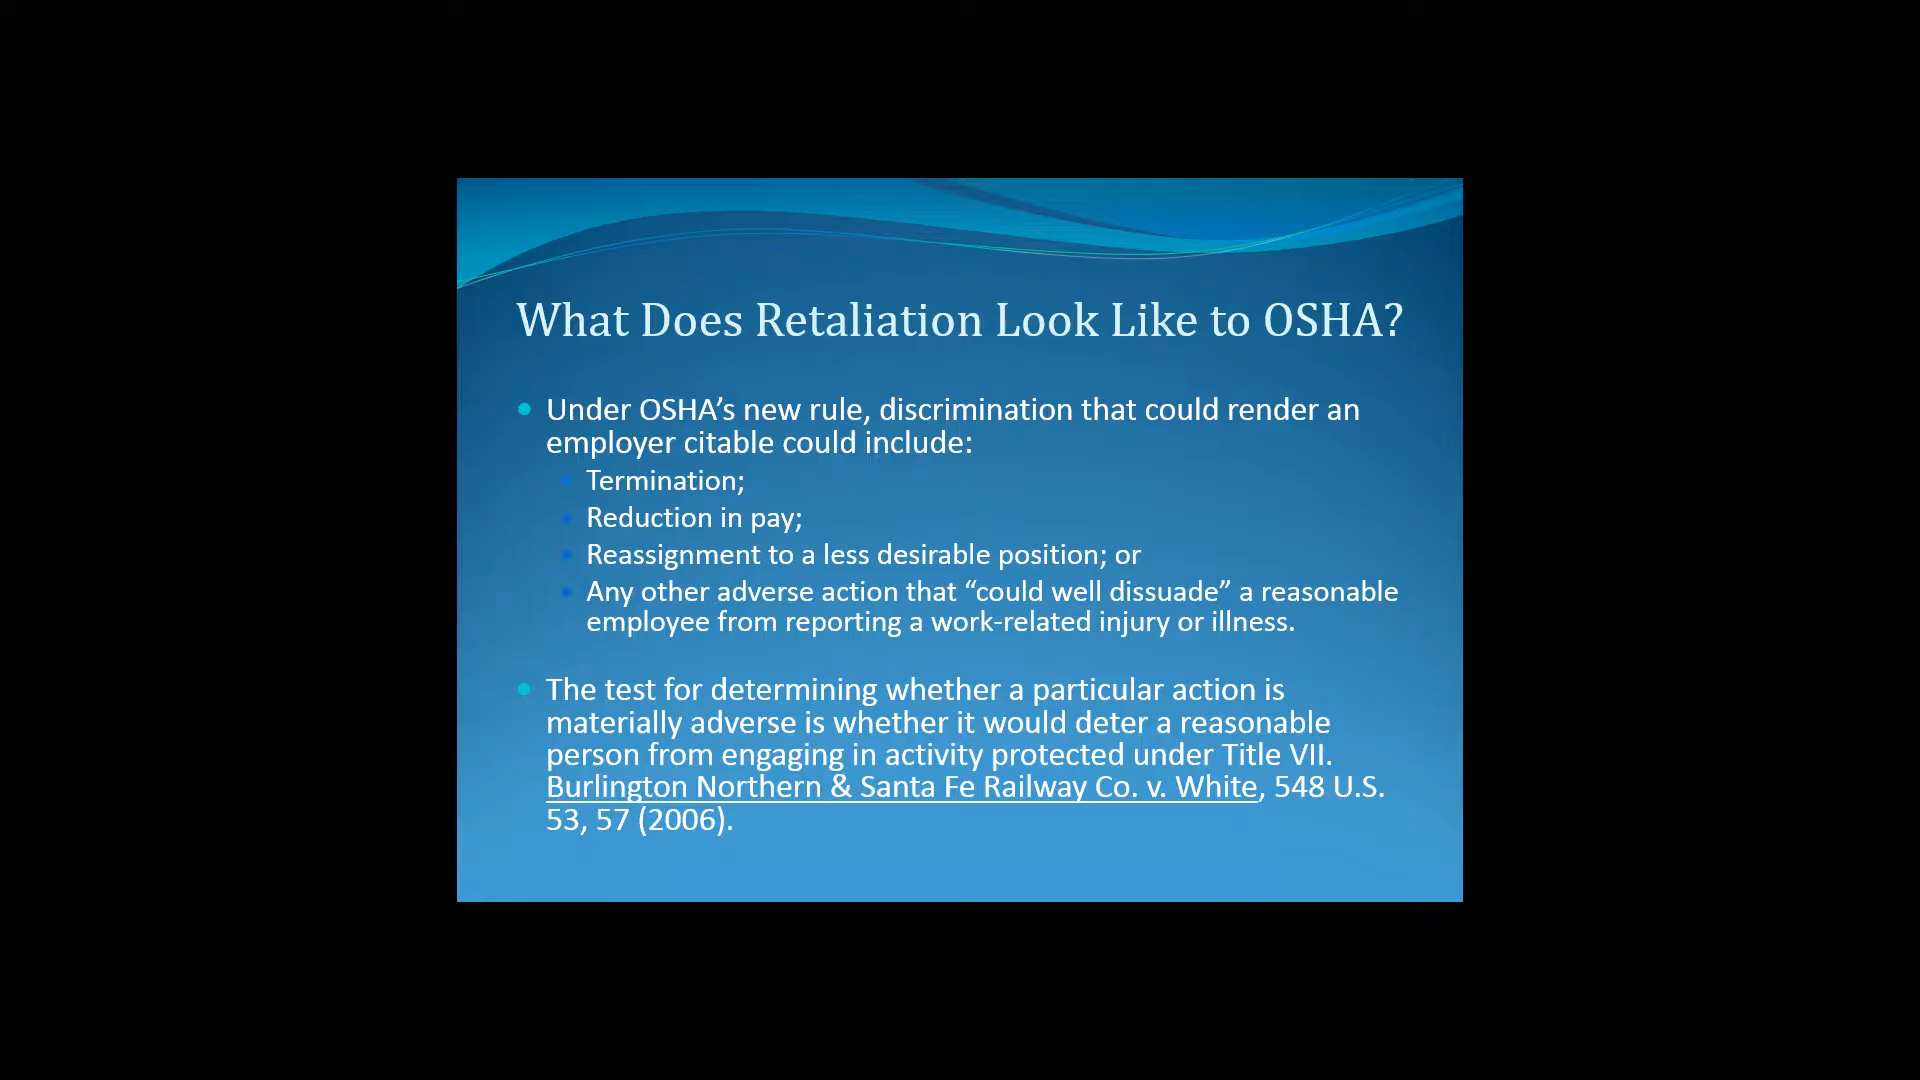 What Does Retaliation Look Like to OSHA?
Under OSHA’s new rule, discrimination that could render an
employer citable could include:
Termination;
Reduction in pay;
Reassignment to a less desirable position; or
Any other adverse action that “could well dissuade” a reasonable
employee from reporting a work-related injury or illness.
The test for determining whether a particular action is
materially adverse is whether it would deter a reasonable
person from engaging in activity protected under Title VII.
Burlington Northern & Santa Fe Railway Co. v. White, 548 U.S.
53, 57 (2006).